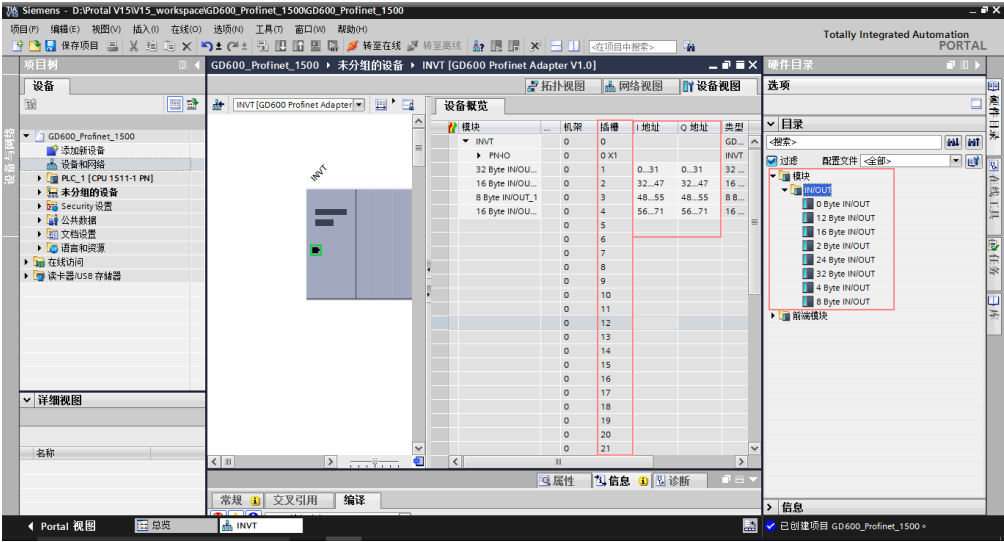 Siemens - D:\Protal V15\V15_workspace\GD600_Profinet_1500\GD600_Profinet_1500
项目(P) 编辑(E) 视图(V) 插入(I) 在线(O) 选项(N) 工具(T) 窗口(W) 帮助(H)
Totally Integrated Automation
PORTAL
保存项目 转至在线 转至离线 <在项目中搜索>
项目树
GD600_Profinet_1500 ▸ 未分组的设备 ▸ INVT [GD600 Profinet Adapter V1.0]
硬件目录
设备
拓扑视图 网络视图 设备视图
选项
INVT [GD600 Profinet Adapter
设备概览
设备与网络
GD600_Profinet_1500
添加新设备
设备和网络
PLC_1 [CPU 1511-1 PN]
未分组的设备
Security 设置
公共数据
文档设置
语言和资源
在线访问
读卡器/USB 存储器
INVT
模块 ... 机架 插槽 I 地址 Q 地址 类型
INVT 0 0 GD...
PN-IO 0 0 X1 INVT
32 Byte IN/OU... 0 1 0...31 0...31 32 ...
16 Byte IN/OU... 0 2 32...47 32...47 16 ...
8 Byte IN/OUT_1 0 3 48...55 48...55 8 B...
16 Byte IN/OU... 0 4 56...71 56...71 16 ...
0 5
0 6
0 7
0 8
0 9
0 10
0 11
0 12
0 13
0 14
0 15
0 16
0 17
0 18
0 19
0 20
0 21
目录
<搜索>
过滤 配置文件 <全部>
模块
IN/OUT
0 Byte IN/OUT
12 Byte IN/OUT
16 Byte IN/OUT
2 Byte IN/OUT
24 Byte IN/OUT
32 Byte IN/OUT
4 Byte IN/OUT
8 Byte IN/OUT
前端模块
硬件目录
在线工具
任务
库
详细视图
名称
属性 信息 诊断
常规 交叉引用 编译
信息
Portal 视图 总览 INVT
已创建项目 GD600_Profinet_1500。